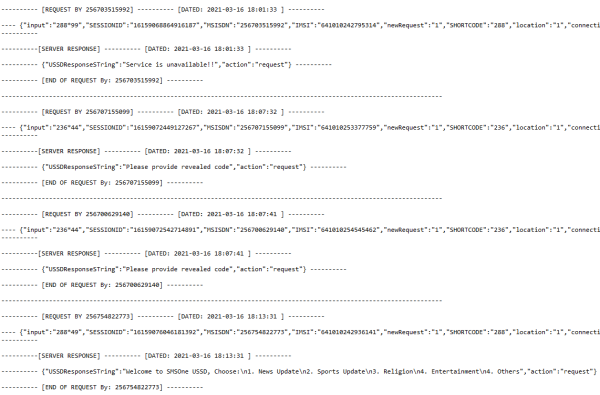 ---------- [REQUEST BY 256703515992] ---------- [DATED: 2021-03-16 18:01:33 ] ----------
---- {"input":"288*99","SESSIONID":"16159068864916187","MSISDN":"256703515992","IMSI":"641010242795314","newRequest":"1","SHORTCODE":"288","location":"1","connecti
----------
----------[SERVER RESPONSE] ---------- [DATED: 2021-03-16 18:01:33 ] ----------
---------- {"USSDResponseSTring":"Service is unavailable!!","action":"request"} ----------
---------- [END OF REQUEST By: 256703515992] ----------
------------------------------------------------------------------------------------------------------------------------
---------- [REQUEST BY 256707155099] ---------- [DATED: 2021-03-16 18:07:32 ] ----------
---- {"input":"236*44","SESSIONID":"16159072449127267","MSISDN":"256707155099","IMSI":"641010253377759","newRequest":"1","SHORTCODE":"236","location":"1","connecti
----------
----------[SERVER RESPONSE] ---------- [DATED: 2021-03-16 18:07:32 ] ----------
---------- {"USSDResponseSTring":"Please provide revealed code","action":"request"} ----------
---------- [END OF REQUEST By: 256707155099] ----------
------------------------------------------------------------------------------------------------------------------------
---------- [REQUEST BY 256700629140] ---------- [DATED: 2021-03-16 18:07:41 ] ----------
---- {"input":"236*44","SESSIONID":"16159072542714891","MSISDN":"256700629140","IMSI":"641010254545462","newRequest":"1","SHORTCODE":"236","location":"1","connecti
----------
----------[SERVER RESPONSE] ---------- [DATED: 2021-03-16 18:07:41 ] ----------
---------- {"USSDResponseSTring":"Please provide revealed code","action":"request"} ----------
---------- [END OF REQUEST By: 256700629140] ----------
------------------------------------------------------------------------------------------------------------------------
---------- [REQUEST BY 256754822773] ---------- [DATED: 2021-03-16 18:13:31 ] ----------
---- {"input":"288*49","SESSIONID":"16159076046181392","MSISDN":"256754822773","IMSI":"641010242936141","newRequest":"1","SHORTCODE":"288","location":"1","connecti
----------
----------[SERVER RESPONSE] ---------- [DATED: 2021-03-16 18:13:31 ] ----------
---------- {"USSDResponseSTring":"Welcome to SMSOne USSD, Choose:\n1. News Update\n2. Sports Update\n3. Religion\n4. Entertainment\n4. Others","action":"request"}
---------- [END OF REQUEST By: 256754822773] ----------